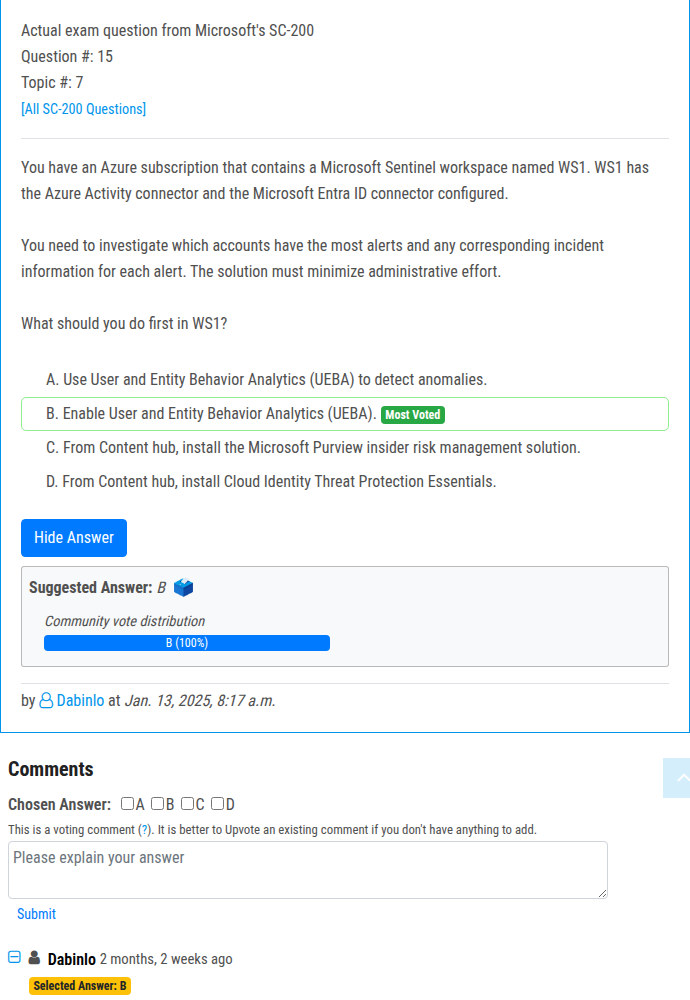 Actual exam question from Microsoft's SC-200
Question #: 15
Topic #: 7
[All SC-200 Questions]
You have an Azure subscription that contains a Microsoft Sentinel workspace named WS1. WS1 has
the Azure Activity connector and the Microsoft Entra ID connector configured.
You need to investigate which accounts have the most alerts and any corresponding incident
information for each alert. The solution must minimize administrative effort.
What should you do first in WS1?
A. Use User and Entity Behavior Analytics (UEBA) to detect anomalies.
B. Enable User and Entity Behavior Analytics (UEBA). Most Voted
C. From Content hub, install the Microsoft Purview insider risk management solution.
D. From Content hub, install Cloud Identity Threat Protection Essentials.
Hide Answer
Suggested Answer: B
Community vote distribution
B (100%)
by Dabinlo at Jan. 13, 2025, 8:17 a.m.
Comments
Chosen Answer: A B C D
This is a voting comment (?). It is better to Upvote an existing comment if you don't have anything to add.
Please explain your answer
Submit
Dabinlo 2 months, 2 weeks ago
Selected Answer: B